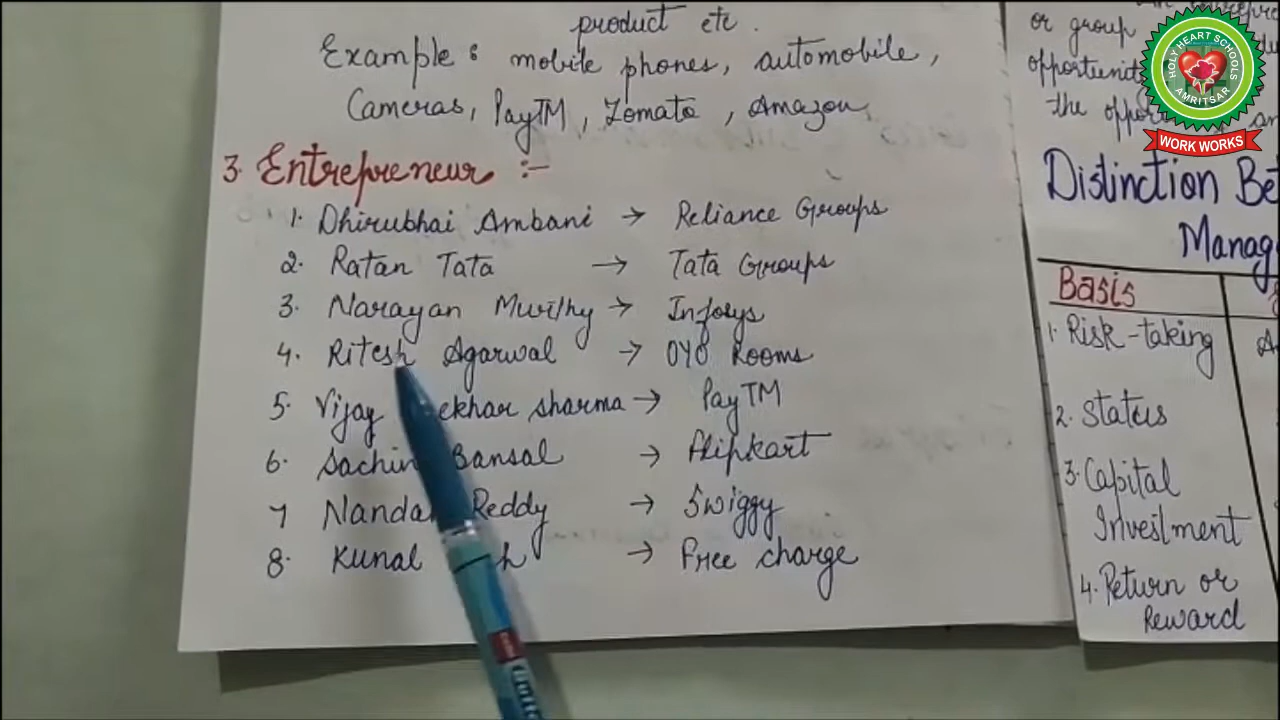 product etc.
Example : mobile phones, automobile,
Cameras, PayTM, Zomato, Amazon
3. Entrepreneur :-
1. Dhirubhai Ambani → Reliance Groups
2. Ratan Tata → Tata Groups
3. Narayan Murthy → Infosys
4. Ritesh Agarwal → OYO Rooms
5. Vijay ekhar sharma → PayTM
6. Sachin Bansal → Flipkart
7 Nandan Reddy → Swiggy
8. Kunal h → Free charge
or group
opportunit
the oppor
Distinction Be
Manag
Basis
1. Risk-taking
2. Status
3. Capital
Investment
4. Return or
Reward
HOLY HEART SCHOOLS
AMRITSAR
WORK WORKS